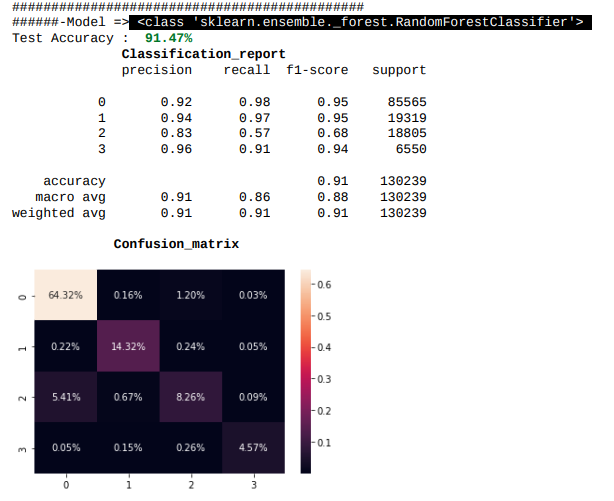 #############################################
######-Model => <class 'sklearn.ensemble._forest.RandomForestClassifier'>
Test Accuracy :  91.47%
Classification_report
precision    recall  f1-score   support
0       0.92      0.98      0.95     85565
1       0.94      0.97      0.95     19319
2       0.83      0.57      0.68     18805
3       0.96      0.91      0.94      6550
accuracy                           0.91    130239
macro avg       0.91      0.86      0.88    130239
weighted avg       0.91      0.91      0.91    130239
Confusion_matrix
0 64.32% 0.16% 1.20% 0.03%
1 0.22% 14.32% 0.24% 0.05%
2 5.41% 0.67% 8.26% 0.09%
3 0.05% 0.15% 0.26% 4.57%
0 1 2 3
0.6
0.5
0.4
0.3
0.2
0.1